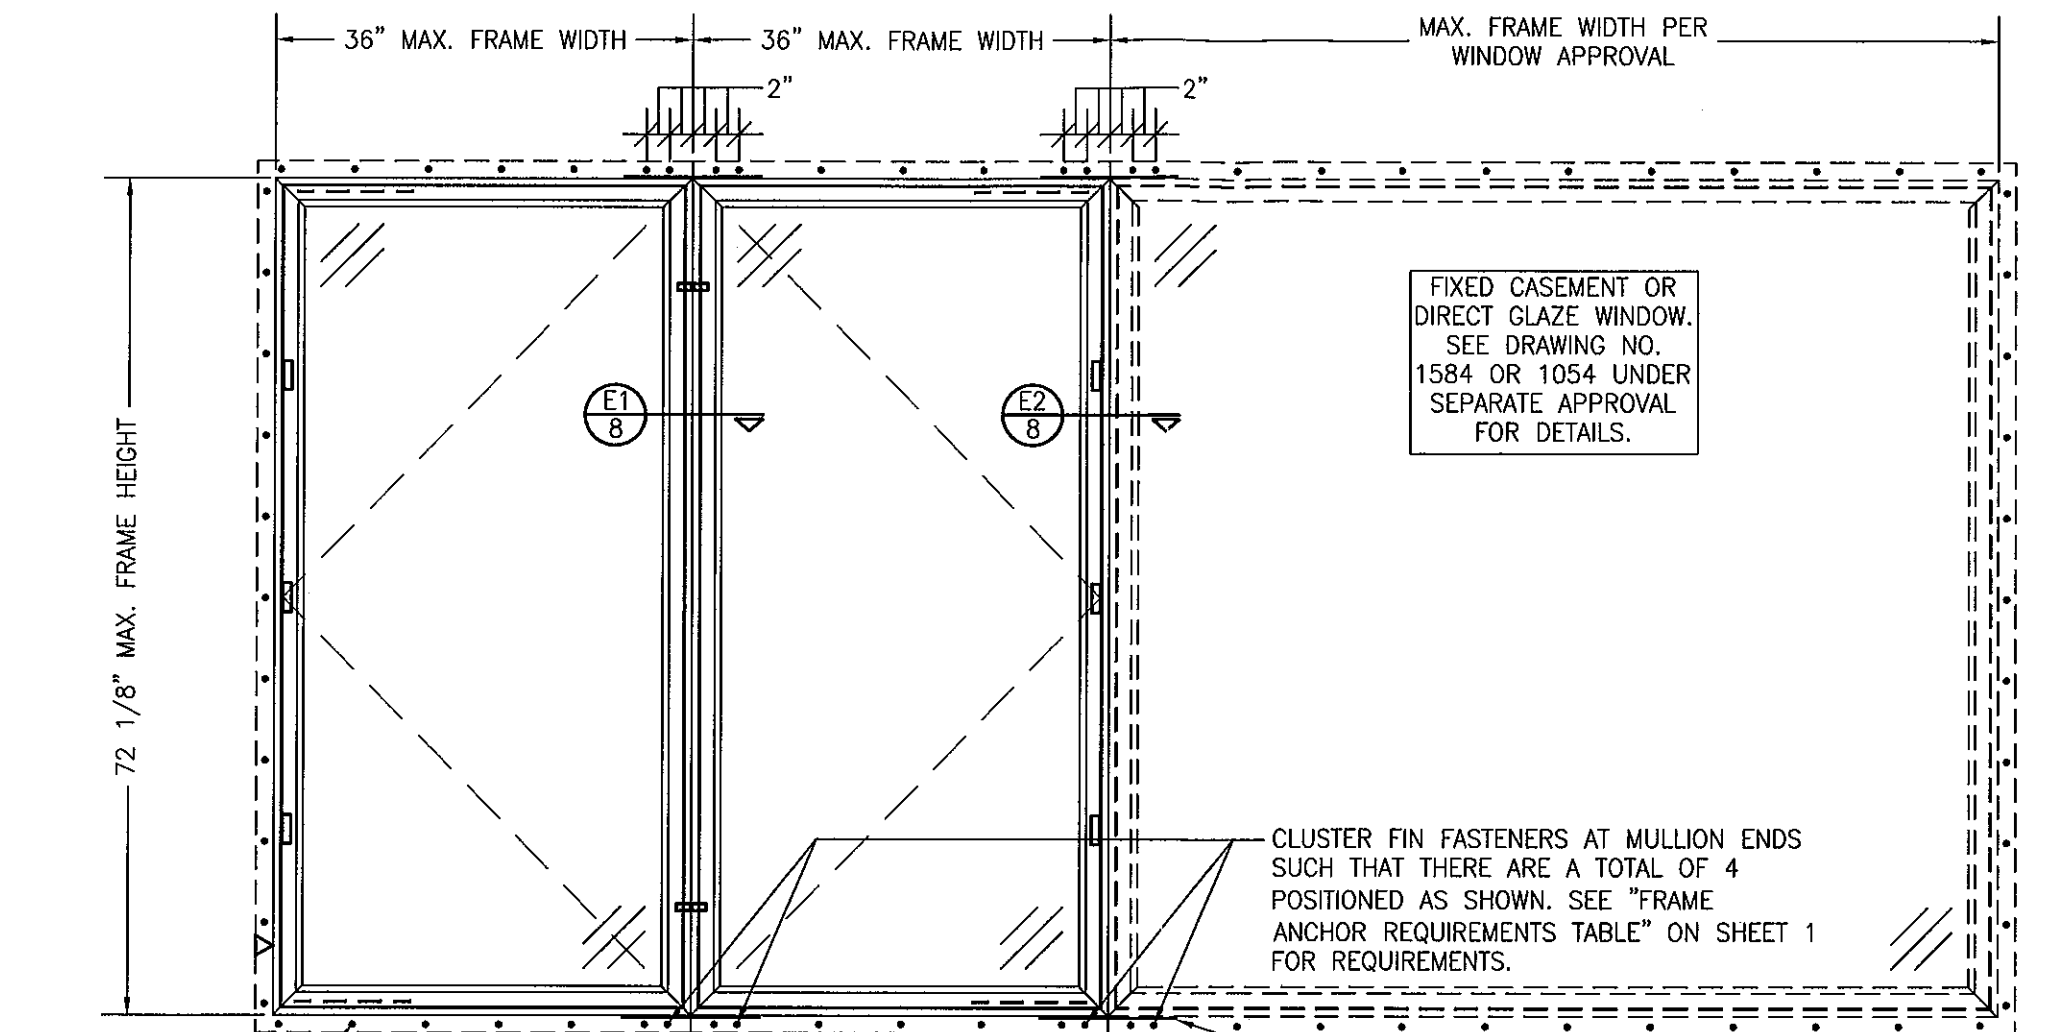 36” MAX. FRAME WIDTH
36” MAX. FRAME WIDTH
MAX. FRAME WIDTH PER
WINDOW APPROVAL
2”
2”
72 1/8” MAX. FRAME HEIGHT
E1
8
E2
8
FIXED CASEMENT OR
DIRECT GLAZE WINDOW.
SEE DRAWING NO.
1584 OR 1054 UNDER
SEPARATE APPROVAL
FOR DETAILS.
CLUSTER FIN FASTENERS AT MULLION ENDS
SUCH THAT THERE ARE A TOTAL OF 4
POSITIONED AS SHOWN. SEE ”FRAME
ANCHOR REQUIREMENTS TABLE” ON SHEET 1
FOR REQUIREMENTS.